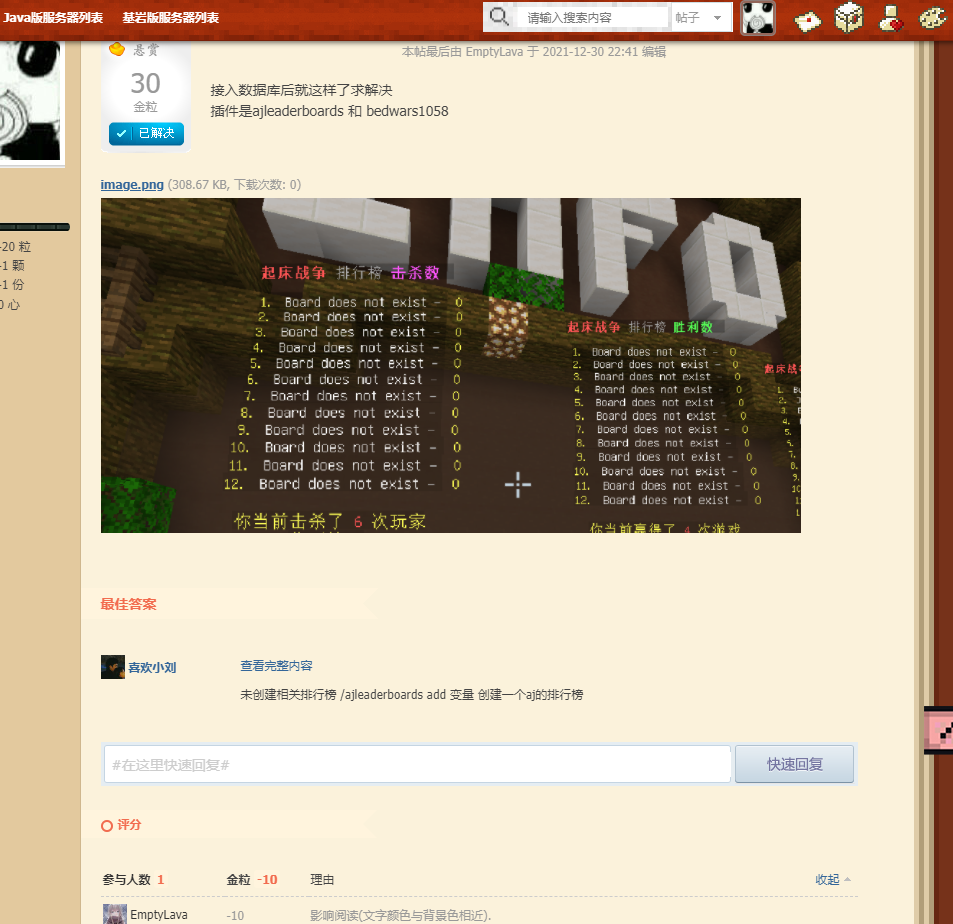 Java版服务器列表 基岩版服务器列表 请输入搜索内容 帖子
悬赏
30
金粒
已解决
本帖最后由 EmptyLava 于 2021-12-30 22:41 编辑
接入数据库后就这样了求解决
插件是ajleaderboards 和 bedwars1058
-20 粒
-1 颗
-1 份
0 心
image.png (308.67 KB, 下载次数: 0)
起床战争 排行榜 击杀数
1. Board does not exist - 0
2. Board does not exist - 0
3. Board does not exist - 0
4. Board does not exist - 0
5. Board does not exist - 0
6. Board does not exist - 0
7. Board does not exist - 0
8. Board does not exist - 0
9. Board does not exist - 0
10. Board does not exist - 0
11. Board does not exist - 0
12. Board does not exist - 0
你当前击杀了 6 次玩家
起床战争 排行榜 胜利数
1. Board does not exist - 0
2. Board does not exist - 0
3. Board does not exist 0
4. Board does not exist - 0
5. Board does not exist - 0
6. Board does not exist - 0
7. Board does not exist - 0
8. Board does not exist - 0
9. Board does not exist - 0
10. Board does not exist - 0
11. Board does not exist - 0
12. Board does not exist - 0
你当前赢得了 4 次游戏
起床战
1. B
2.
3.
4.
5.
6.
7.
8.
9.
最佳答案
喜欢小刘
查看完整内容
未创建相关排行榜 /ajleaderboards add 变量 创建一个aj的排行榜
#在这里快速回复#
快速回复
评分
参与人数 1 金粒 -10 理由 收起
EmptyLava -10 影响阅读(文字颜色与背景色相近).